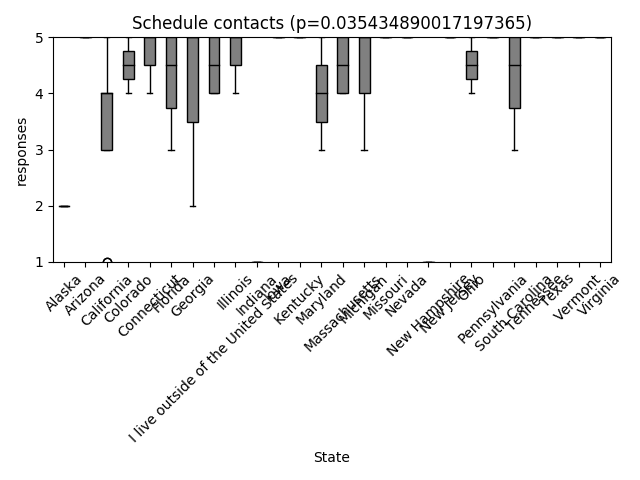 Schedule contacts (p=0.035434890017197365)
responses
5
4
3
2
1
Alaska
Arizona
California
Colorado
Connecticut
Florida
Georgia
I live outside of the United States
Illinois
Indiana
Iowa
Kentucky
Maryland
Massachusetts
Michigan
Missouri
Nevada
New Hampshire
New Jersey
Ohio
Pennsylvania
South Carolina
Tennessee
Texas
Vermont
Virginia
State